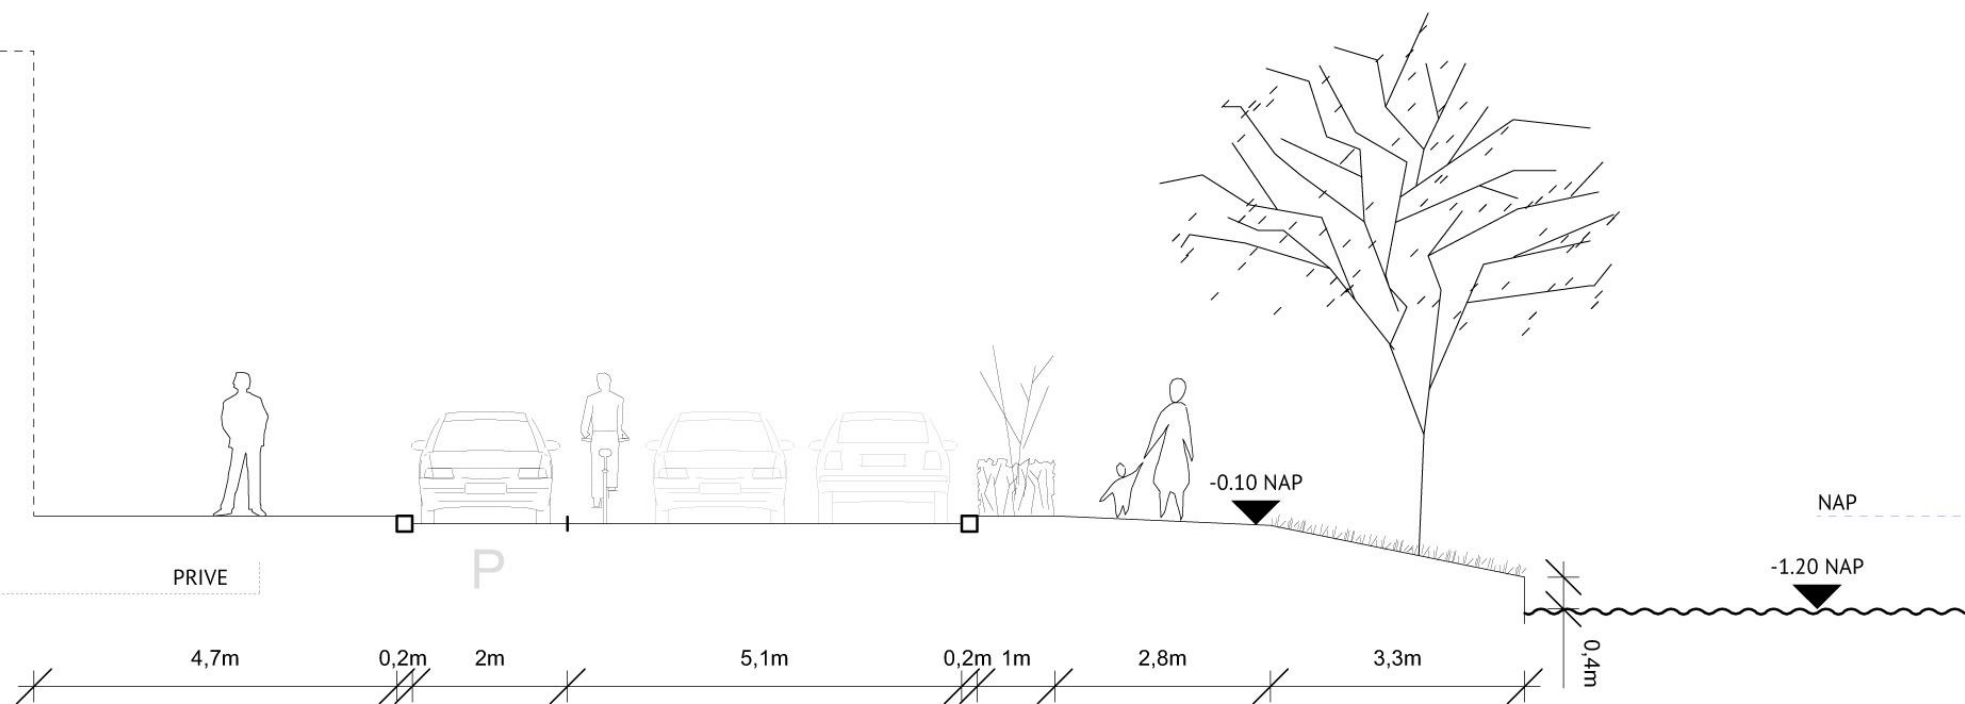 -0.10 NAP
NAP
-1.20 NAP
PRIVE
P
4,7m
0,2m
2m
5,1m
0,2m
1m
2,8m
3,3m
0,4m